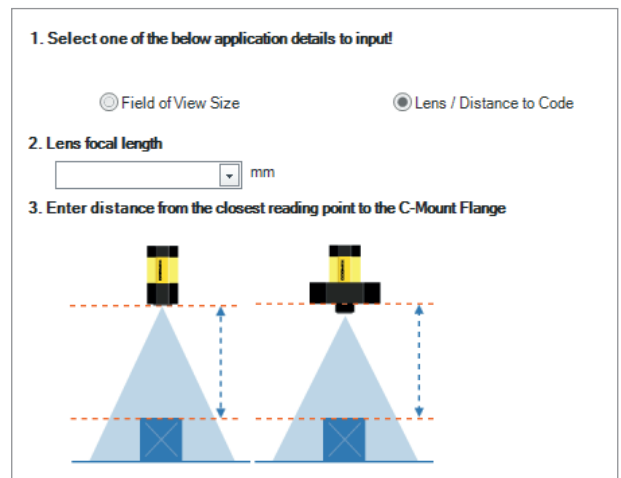 1. Select one of the below application details to input!
Field of View Size
Lens / Distance to Code
2. Lens focal length
mm
3. Enter distance from the closest reading point to the C-Mount Flange